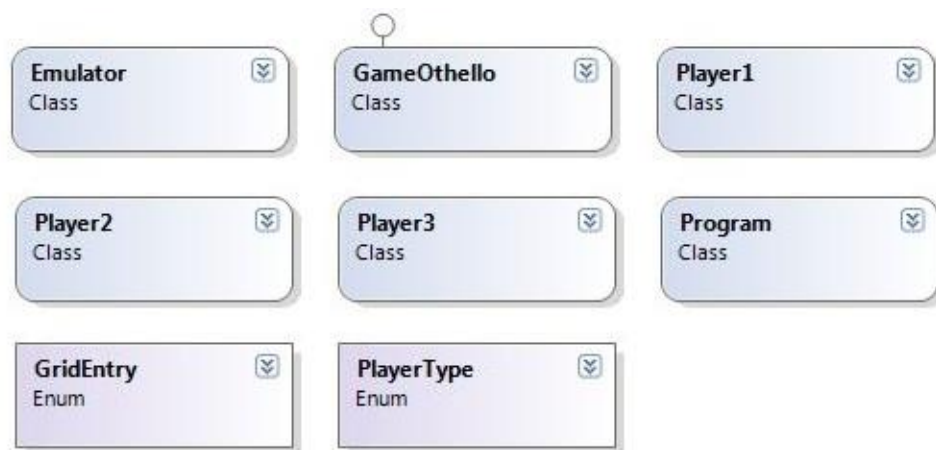 Emulator
Class
GameOthello
Class
Player1
Class
Player2
Class
Player3
Class
Program
Class
GridEntry
Enum
PlayerType
Enum